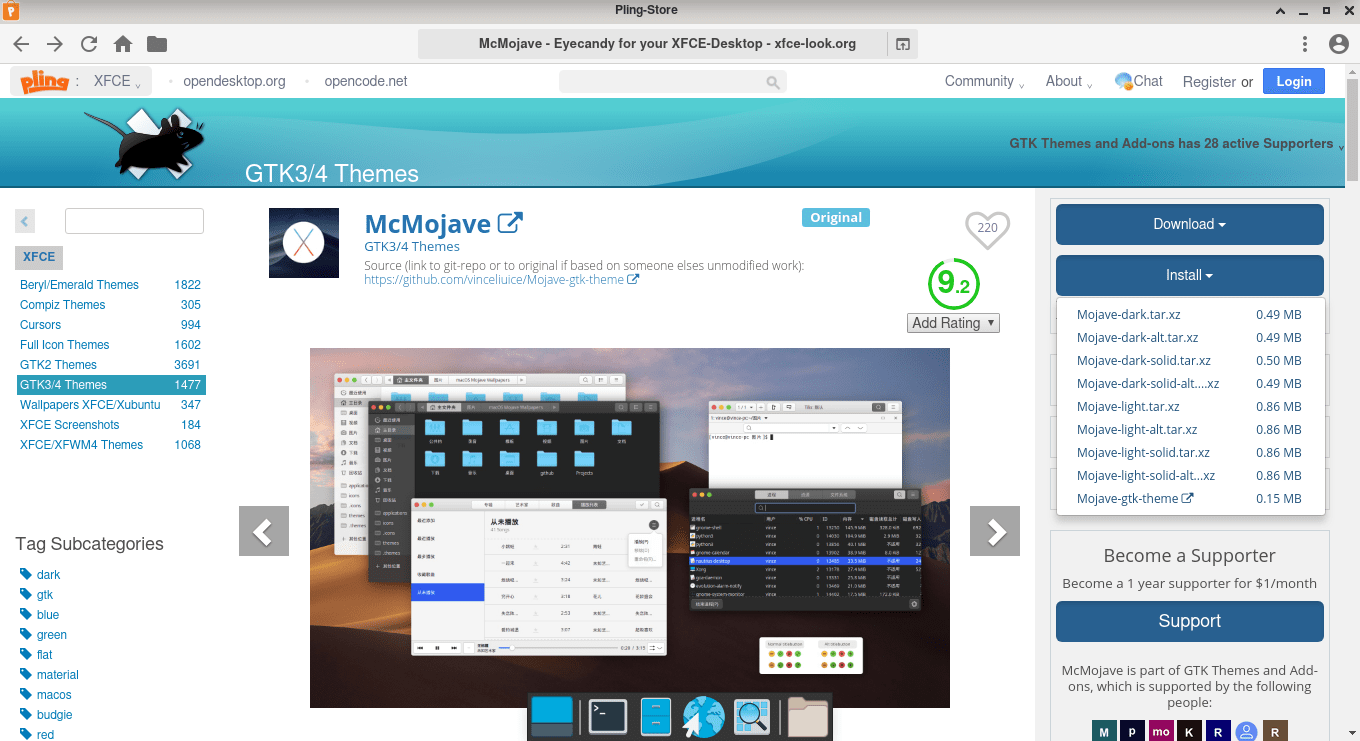 Pling-Store
McMojave - Eyecandy for your XFCE-Desktop - xfce-look.org
pling : XFCE
opendesktop.org
opencode.net
Community
About
Chat
Register or
Login
GTK3/4 Themes
GTK Themes and Add-ons has 28 active Supporters
XFCE
Beryl/Emerald Themes 1822
Compiz Themes 305
Cursors 994
Full Icon Themes 1602
GTK2 Themes 3691
GTK3/4 Themes 1477
Wallpapers XFCE/Xubuntu 347
XFCE Screenshots 184
XFCE/XFWM4 Themes 1068
Tag Subcategories
dark
gtk
blue
green
flat
material
macos
budgie
red
McMojave
Original
GTK3/4 Themes
Source (link to git-repo or to original if based on someone elses unmodified work):
https://github.com/vinceliuice/Mojave-gtk-theme
220
9.2
Add Rating
从未播放
41 Songs
github
Projects
Download
Install
Mojave-dark.tar.xz 0.49 MB
Mojave-dark-alt.tar.xz 0.49 MB
Mojave-dark-solid.tar.xz 0.50 MB
Mojave-dark-solid-alt....xz 0.49 MB
Mojave-light.tar.xz 0.86 MB
Mojave-light-alt.tar.xz 0.86 MB
Mojave-light-solid.tar.xz 0.86 MB
Mojave-light-solid-alt...xz 0.86 MB
Mojave-gtk-theme 0.15 MB
Become a Supporter
Become a 1 year supporter for $1/month
Support
McMojave is part of GTK Themes and Add-
ons, which is supported by the following
people:
M P mo K R R